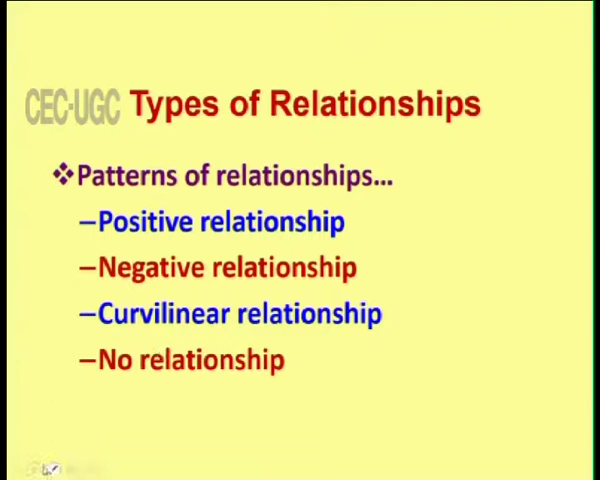 CEC-UGC Types of Relationships
❖Patterns of relationships...
–Positive relationship
–Negative relationship
–Curvilinear relationship
–No relationship